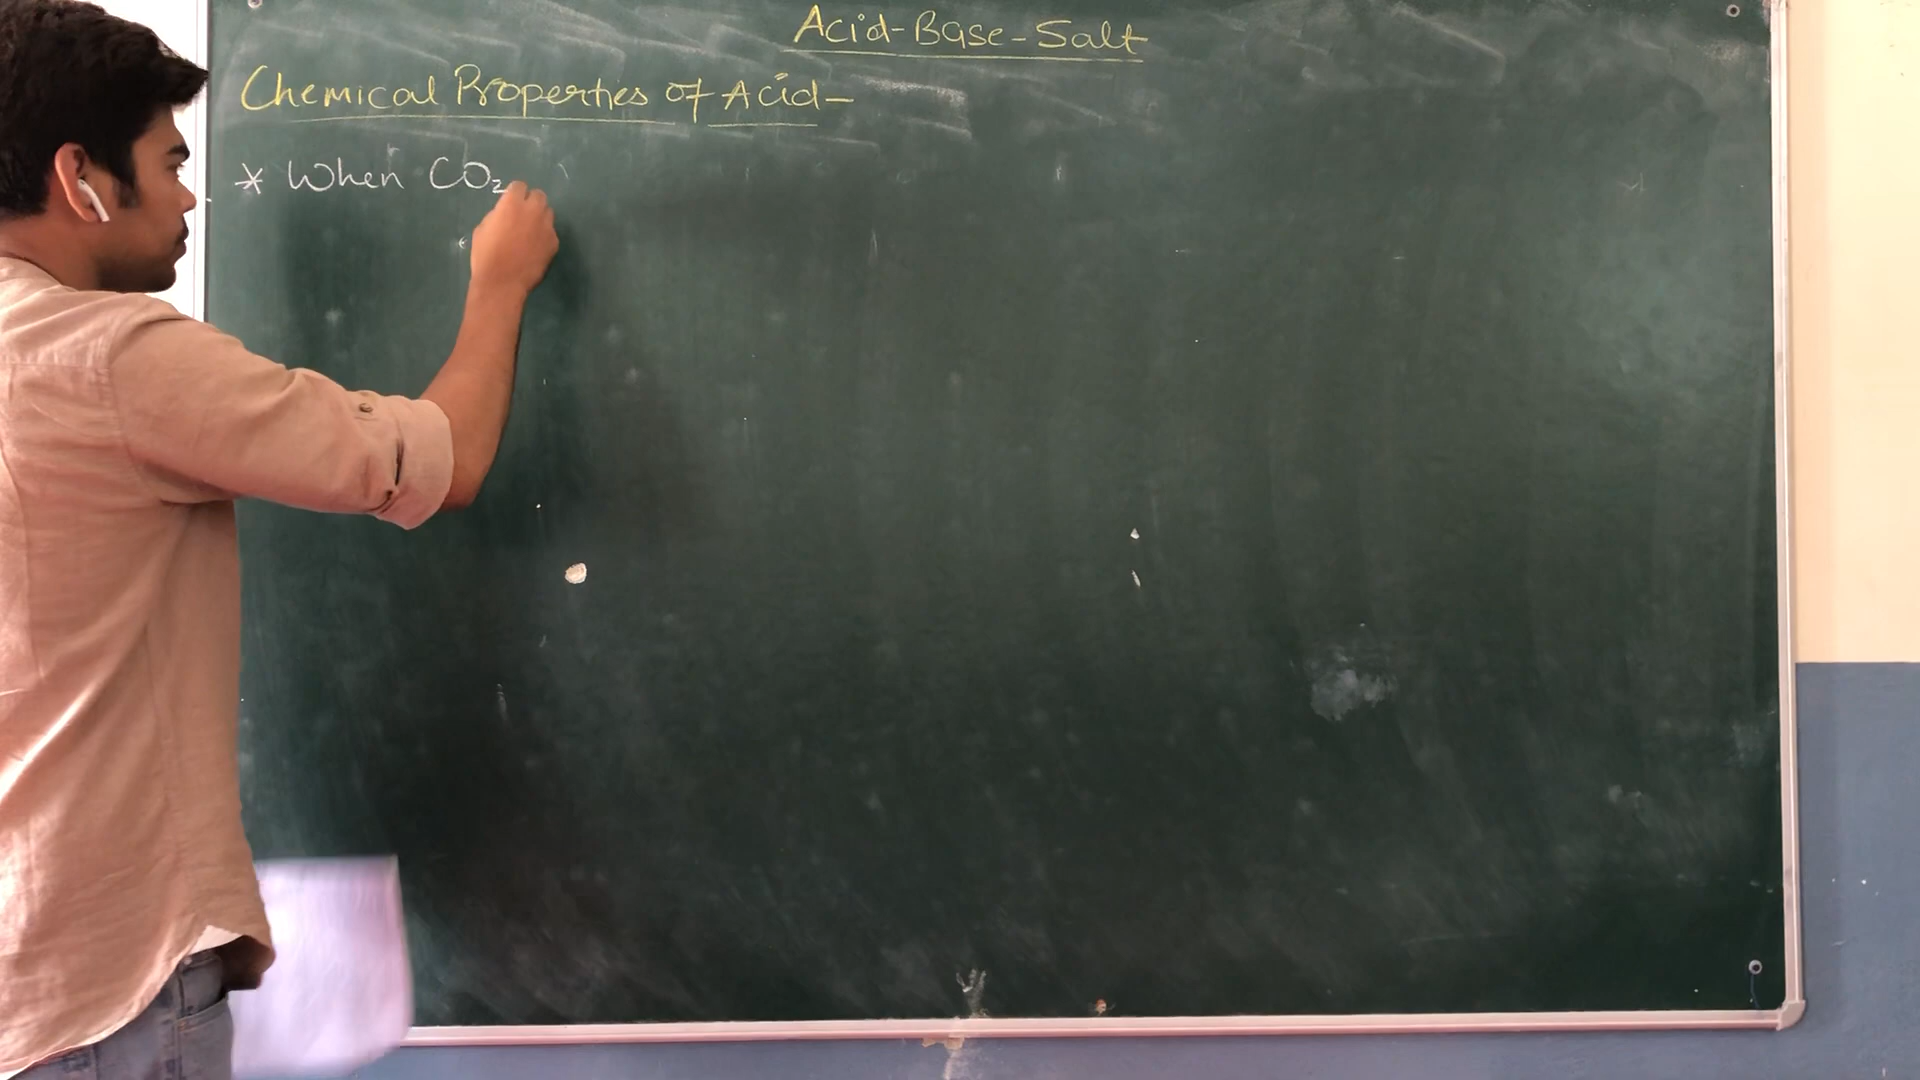 Acid-Base-Salt
Chemical Properties of Acid-
* When CO₂